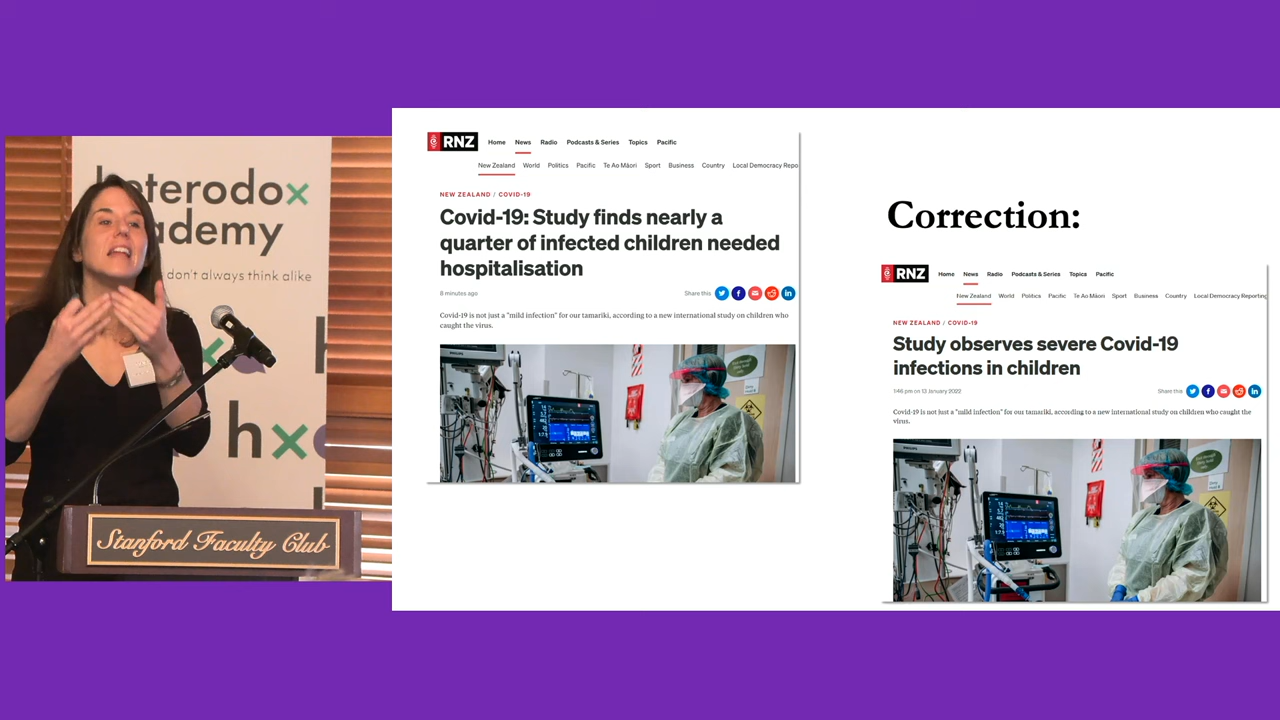 heterodox
academy
don't always think alike
hx
Stanford Faculty Club
RNZ
Home News Radio Podcasts & Series Topics Pacific
New Zealand World Politics Pacific Te Ao Māori Sport Business Country Local Democracy Repo
NEW ZEALAND / COVID-19
Covid-19: Study finds nearly a
quarter of infected children needed
hospitalisation
8 minutes ago
Share this
Covid-19 is not just a "mild infection" for our tamariki, according to a new international study on children who
caught the virus.
PHILIPS
Correction:
RNZ
Home News Radio Podcasts & Series Topics Pacific
New Zealand World Politics Pacific Te Ao Māori Sport Business Country Local Democracy Reporting
NEW ZEALAND / COVID-19
Study observes severe Covid-19
infections in children
1:46 pm on 13 January 2022
Share this
Covid-19 is not just a "mild infection" for our tamariki, according to a new international study on children who caught the
virus.